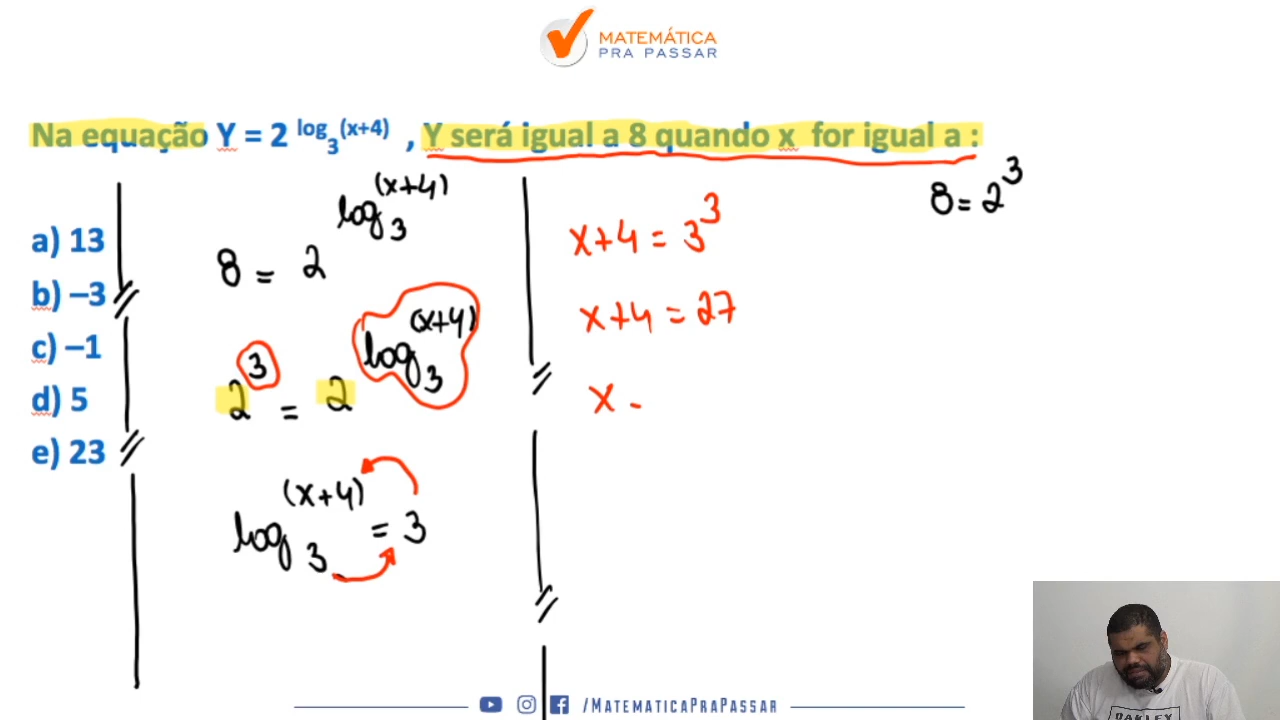 MATEMÁTICA
PRA PASSAR
Na equação Y = 2 log₃(x+4) , Y será igual a 8 quando x for igual a :
a) 13
b) –3
c) –1
d) 5
e) 23
8 = 2 log₃(x+4)
2³ = 2 log₃(x+4)
log₃(x+4) = 3
x+4 = 3³
x+4 = 27
x -
8 = 2³
/MATEMATICAPRAPASSAR
OAKLEY